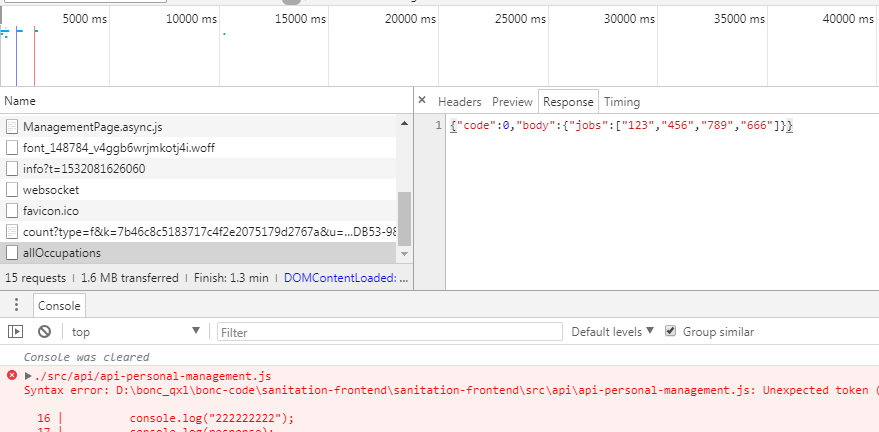 5000 ms 10000 ms 15000 ms 20000 ms 25000 ms 30000 ms 35000 ms 40000 ms
Name
ManagementPage.async.js
font_148784_v4ggb6wrjmkotj4i.woff
info?t=1532081626060
websocket
favicon.ico
count?type=f&k=7b46c8c5183717c4f2e2075179d2767a&u=...DB53-98
allOccupations
15 requests | 1.6 MB transferred | Finish: 1.3 min | DOMContentLoaded: ...
× Headers Preview Response Timing
1 {"code":0,"body":{"jobs":["123","456","789","666"]}}
Console
top Filter Default levels Group similar
Console was cleared
./src/api/api-personal-management.js
Syntax error: D:\bonc_qxl\bonc-code\sanitation-frontend\sanitation-frontend\src\api\api-personal-management.js: Unexpected token (
16 | console.log("222222222");
17 | console.log(response);